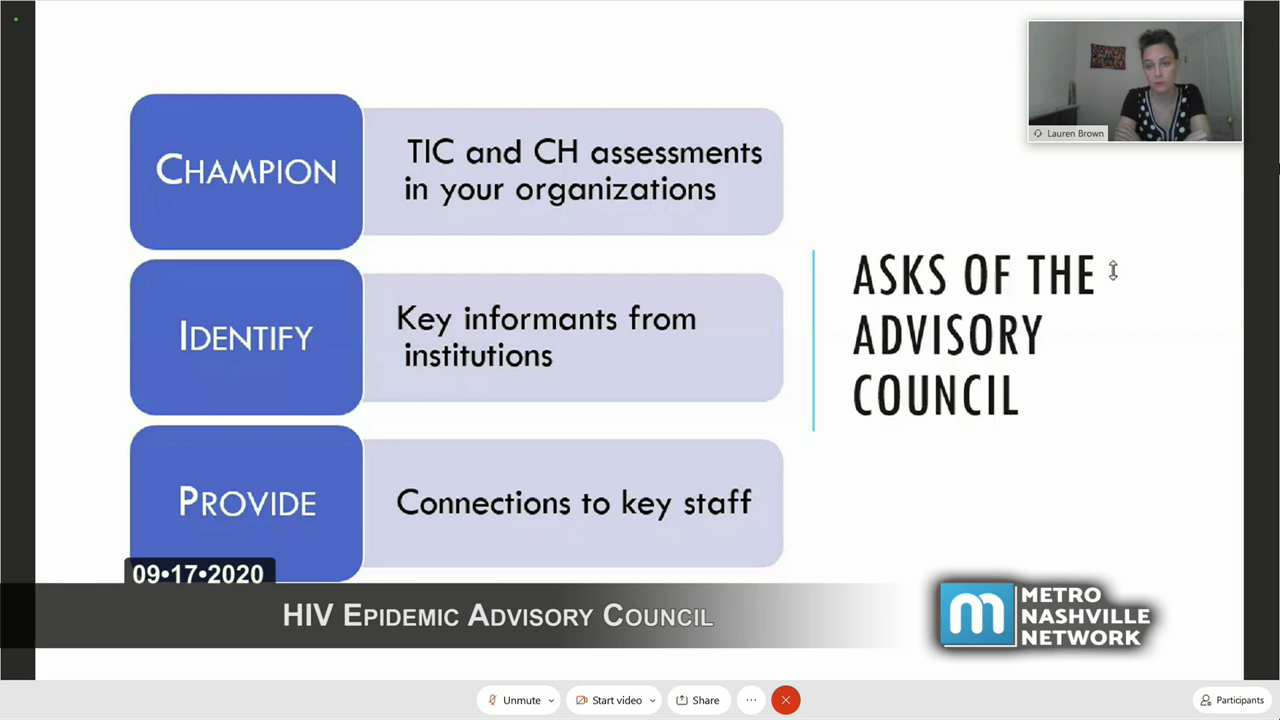 Lauren Brown
CHAMPION
TIC and CH assessments
in your organizations
IDENTIFY
Key informants from
institutions
PROVIDE
Connections to key staff
ASKS OF THE
ADVISORY
COUNCIL
09•17•2020
HIV EPIDEMIC ADVISORY COUNCIL
m METRO
NASHVILLE
NETWORK
Unmute
Start video
Share
Participants